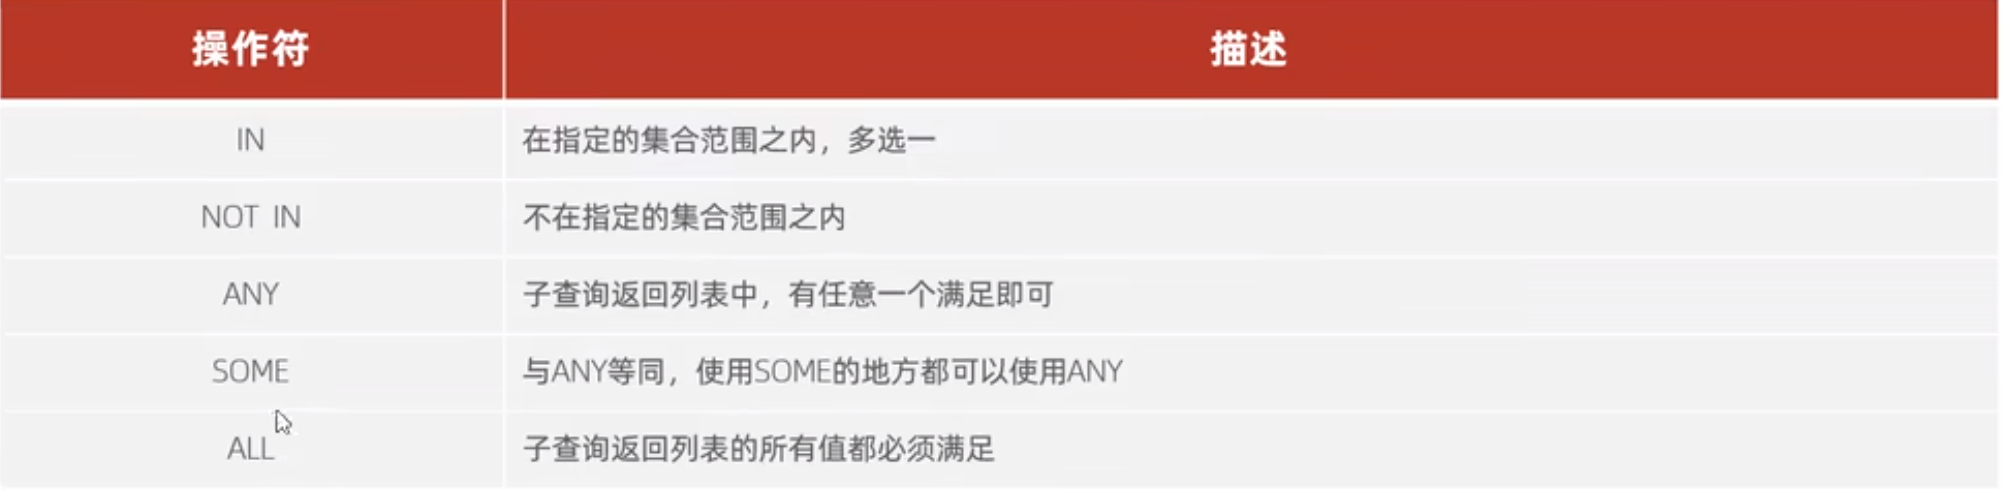 操作符 描述
IN 在指定的集合范围之内，多选一
NOT IN 不在指定的集合范围之内
ANY 子查询返回列表中，有任意一个满足即可
SOME 与ANY等同，使用SOME的地方都可以使用ANY
ALL 子查询返回列表的所有值都必须满足